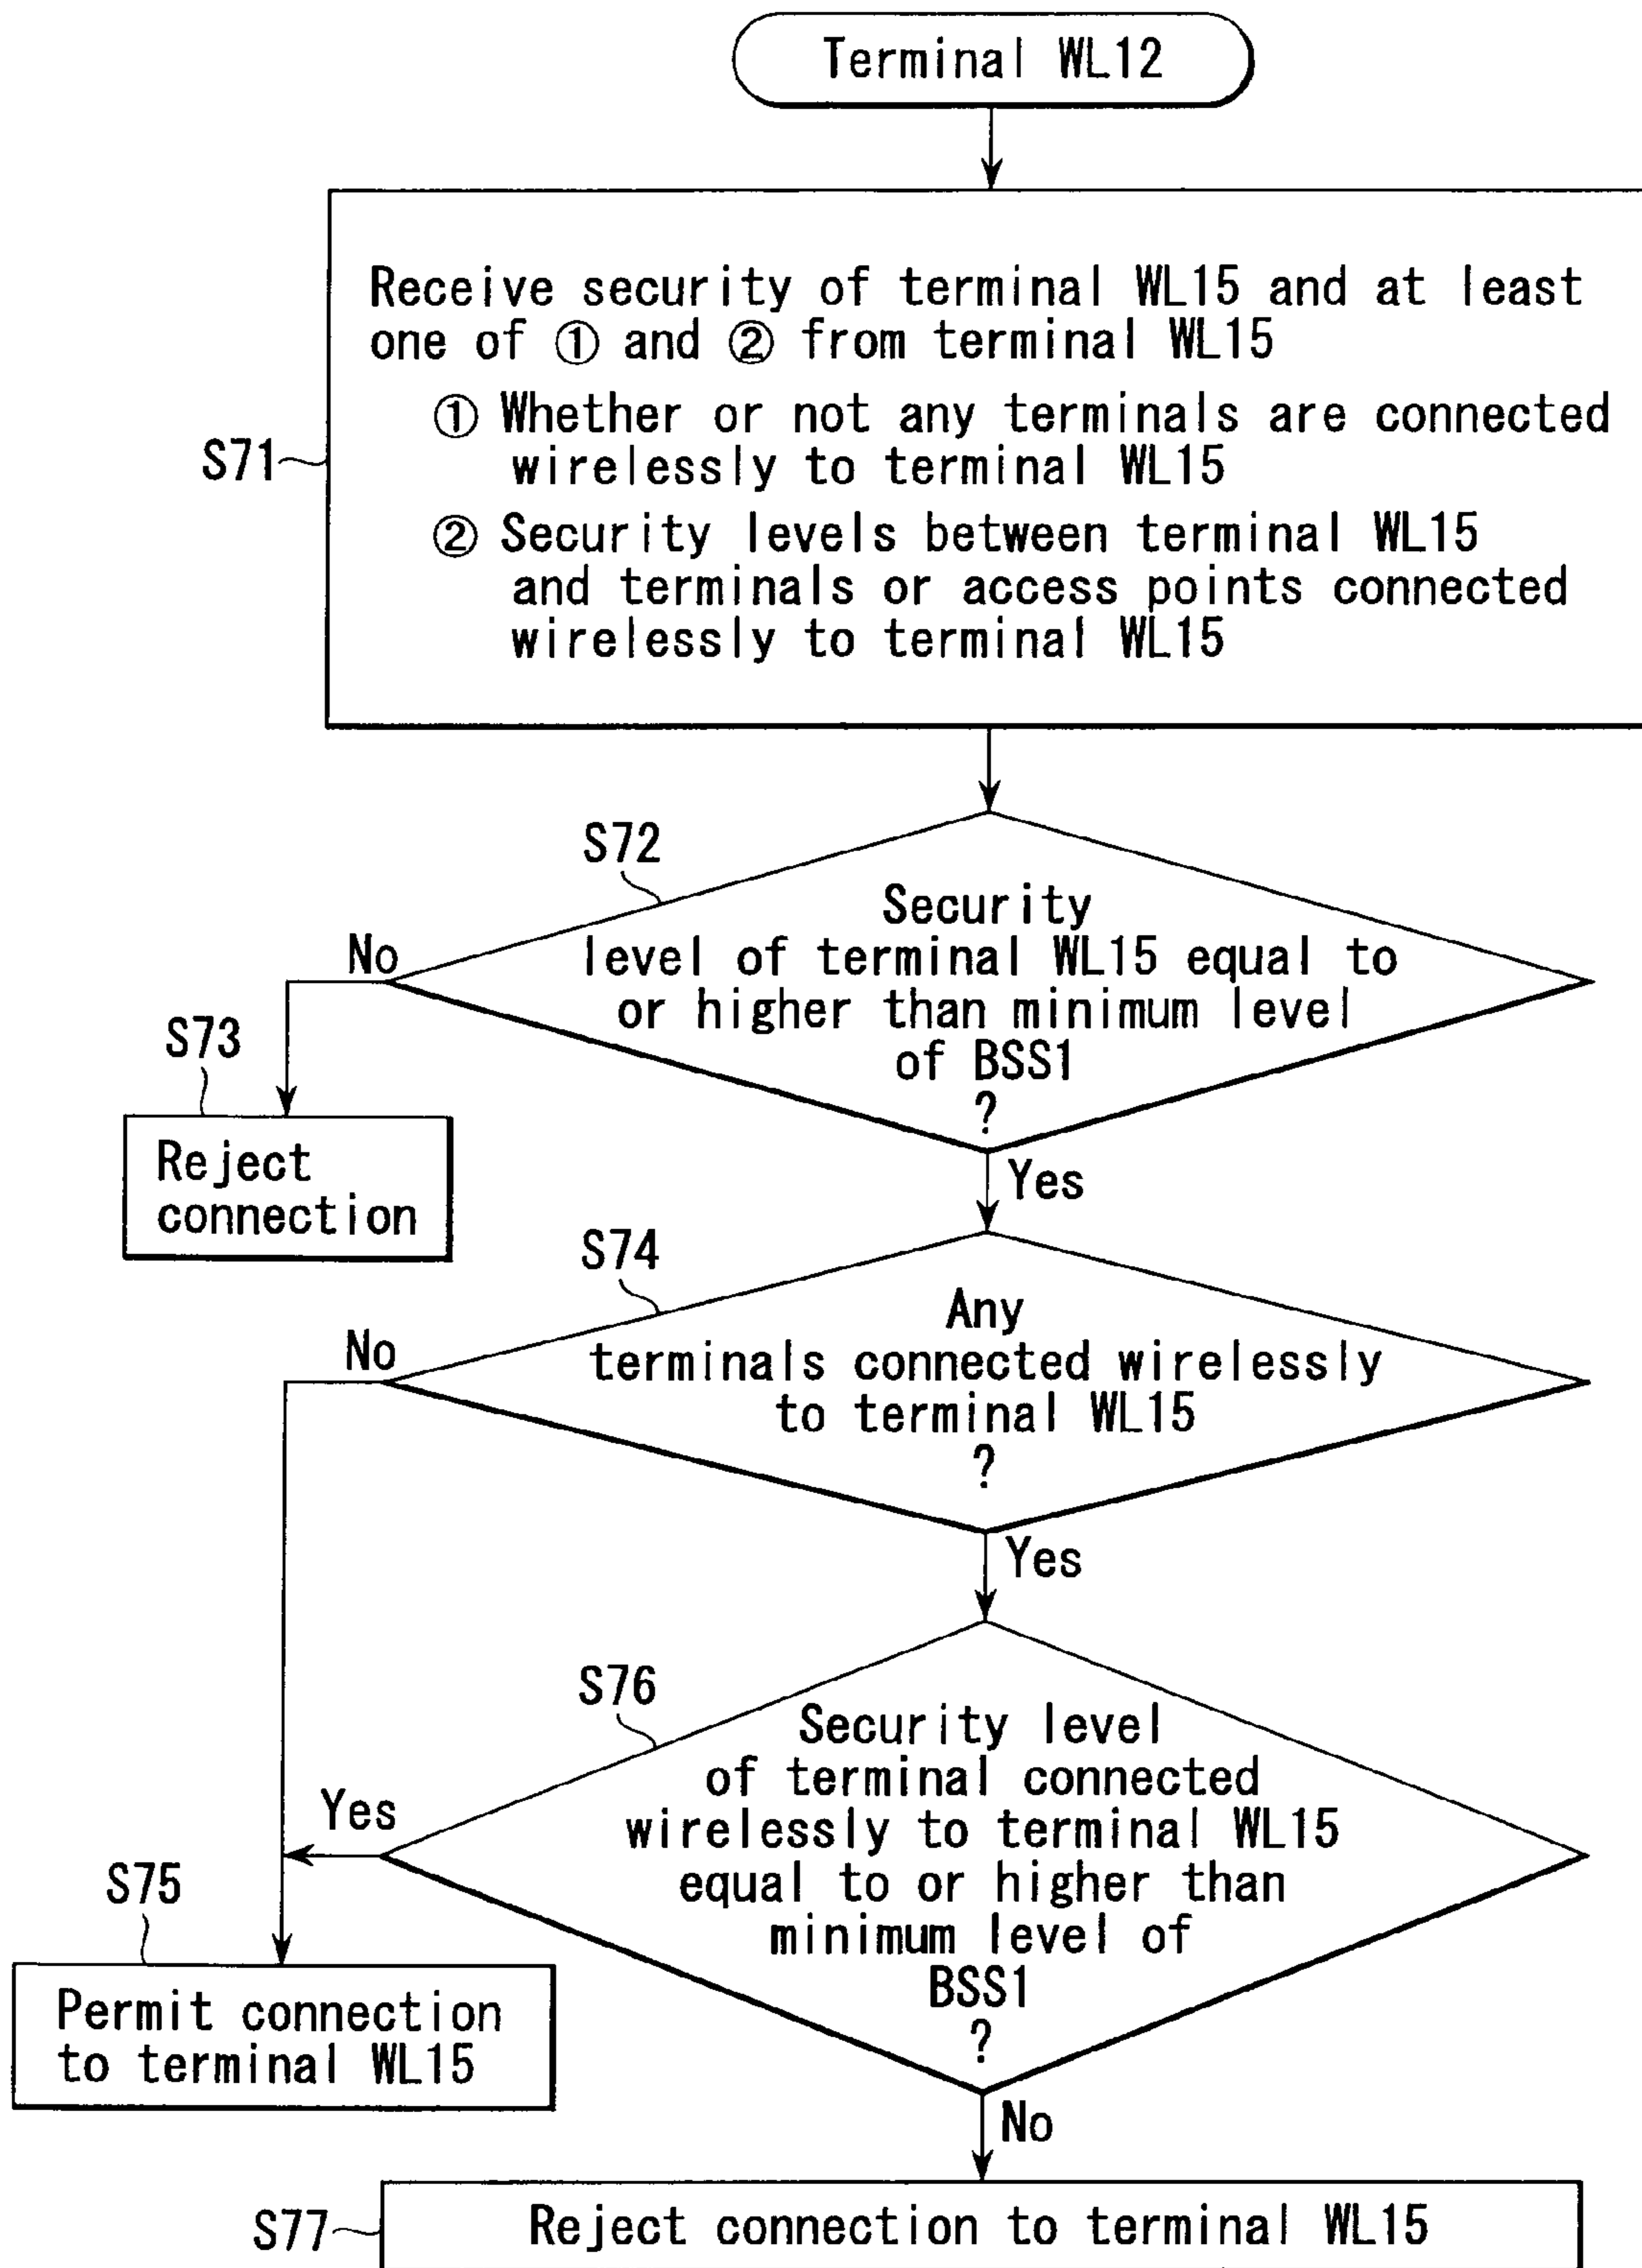 Terminal WL12
Receive security of terminal WL15 and at least
one of ① and ② from terminal WL15
① Whether or not any terminals are connected
wirelessly to terminal WL15
S71
② Security levels between terminal WL15
and terminals or access points connected
wirelessly to terminal WL15
S72
Security
level of terminal WL15 equal to
or higher than minimum level
of BSS1
?
No
S73
Reject
connection
Yes
S74
Any
terminals connected wirelessly
to terminal WL15
?
No
Yes
S76
Security level
of terminal connected
wirelessly to terminal WL15
equal to or higher than
minimum level of
BSS1
?
Yes
S75
Permit connection
to terminal WL15
No
S77
Reject connection to terminal WL15